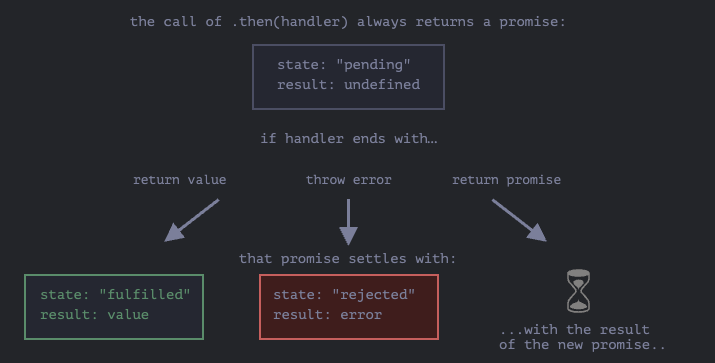 the call of .then(handler) always returns a promise:
state: "pending"
result: undefined
if handler ends with…
return value
throw error
return promise
that promise settles with:
state: "fulfilled"
result: value
state: "rejected"
result: error
...with the result
of the new promise..